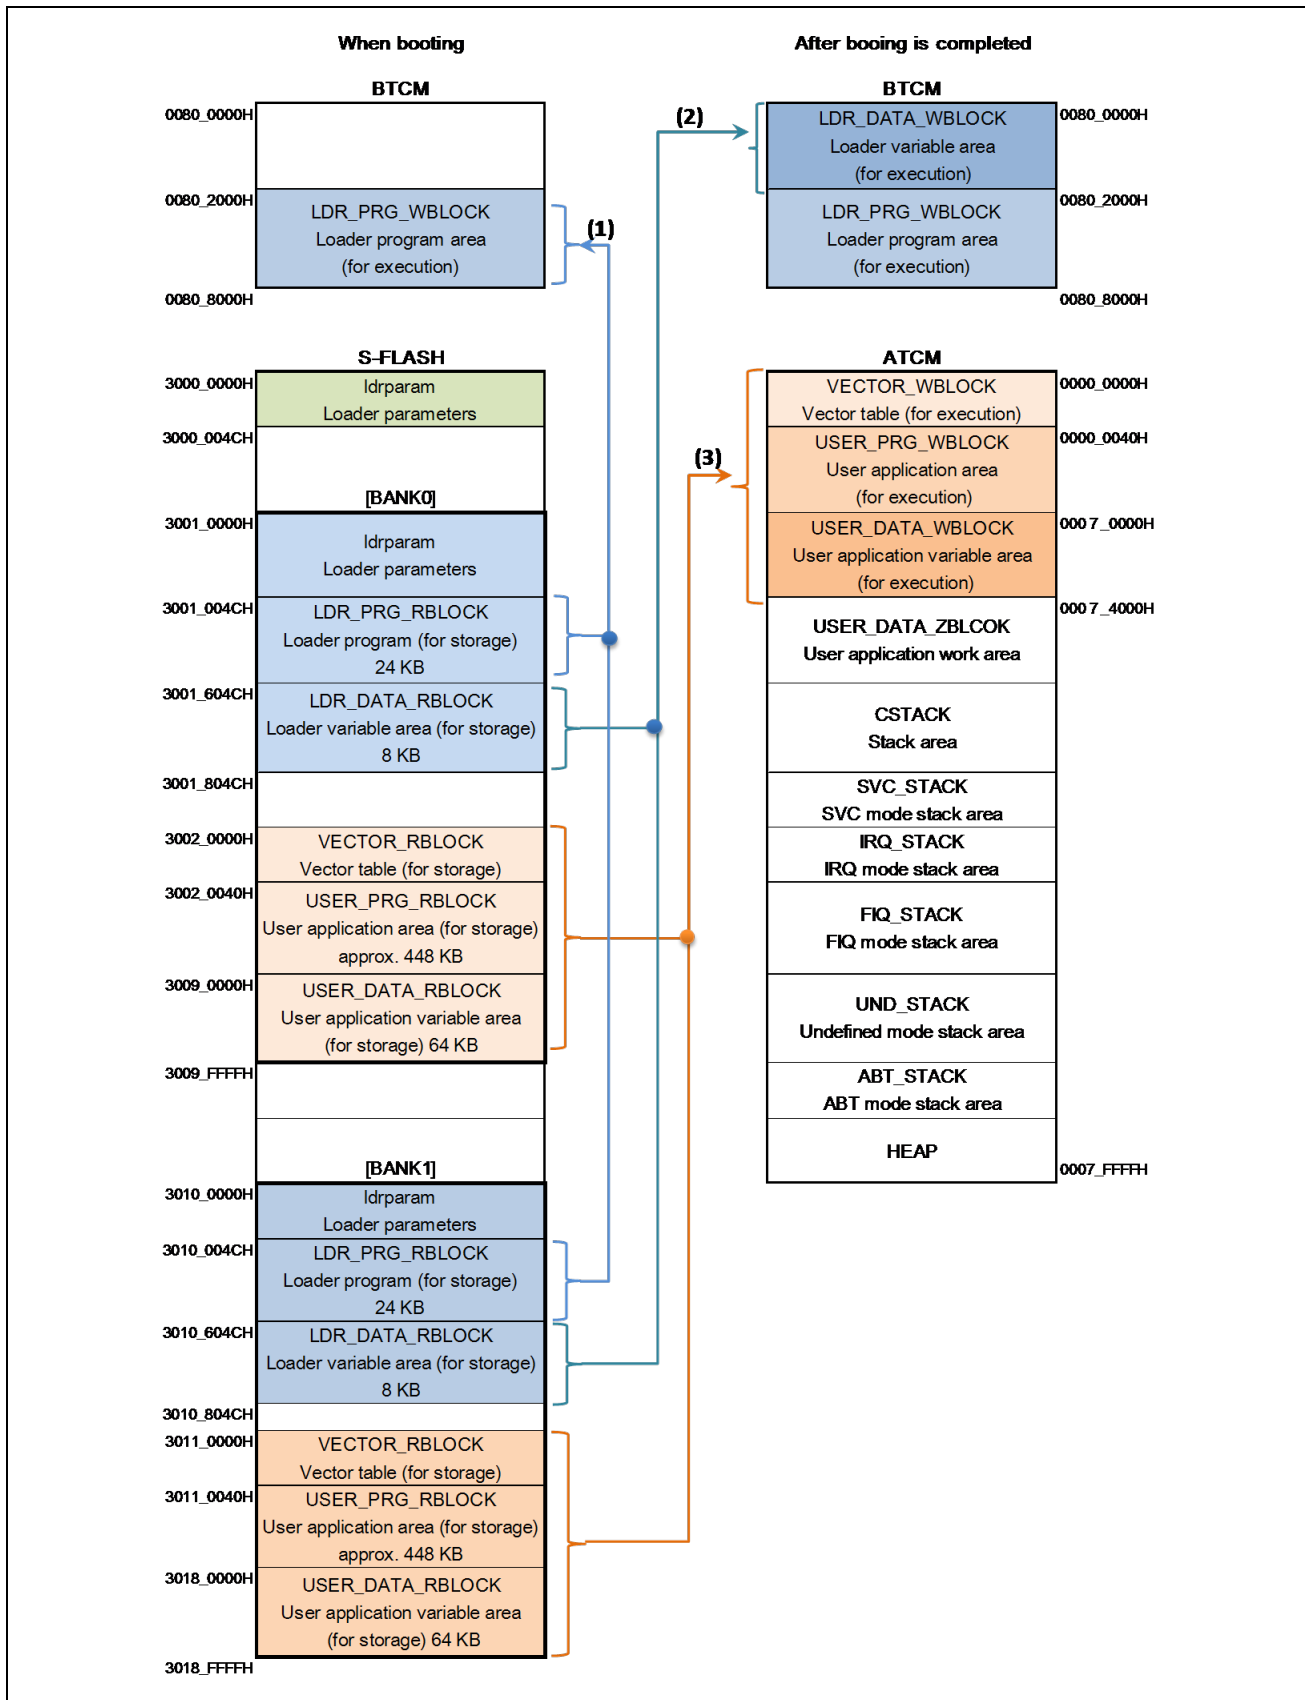 When booting
BTCM
0080_0000H
0080_2000H
LDR_PRG_WBLOCK
Loader program area
(for execution)
0080_8000H
(1)
S-FLASH
3000_0000H
ldrparam
Loader parameters
3000_004CH
[BANK0]
3001_0000H
ldrparam
Loader parameters
3001_004CH
LDR_PRG_RBLOCK
Loader program (for storage)
24 KB
3001_604CH
LDR_DATA_RBLOCK
Loader variable area (for storage)
8 KB
3001_804CH
3002_0000H
VECTOR_RBLOCK
Vector table (for storage)
3002_0040H
USER_PRG_RBLOCK
User application area (for storage)
approx. 448 KB
3009_0000H
USER_DATA_RBLOCK
User application variable area
(for storage) 64 KB
3009_FFFFH
[BANK1]
3010_0000H
ldrparam
Loader parameters
3010_004CH
LDR_PRG_RBLOCK
Loader program (for storage)
24 KB
3010_604CH
LDR_DATA_RBLOCK
Loader variable area (for storage)
8 KB
3010_804CH
3011_0000H
VECTOR_RBLOCK
Vector table (for storage)
3011_0040H
USER_PRG_RBLOCK
User application area (for storage)
approx. 448 KB
3018_0000H
USER_DATA_RBLOCK
User application variable area
(for storage) 64 KB
3018_FFFFH
After booing is completed
BTCM
(2)
LDR_DATA_WBLOCK
Loader variable area
(for execution)
0080_0000H
LDR_PRG_WBLOCK
Loader program area
(for execution)
0080_2000H
0080_8000H
ATCM
(3)
VECTOR_WBLOCK
Vector table (for execution)
0000_0000H
USER_PRG_WBLOCK
User application area
(for execution)
0000_0040H
USER_DATA_WBLOCK
User application variable area
(for execution)
0007_0000H
0007_4000H
USER_DATA_ZBLCOK
User application work area
CSTACK
Stack area
SVC_STACK
SVC mode stack area
IRQ_STACK
IRQ mode stack area
FIQ_STACK
FIQ mode stack area
UND_STACK
Undefined mode stack area
ABT_STACK
ABT mode stack area
HEAP
0007_FFFFH